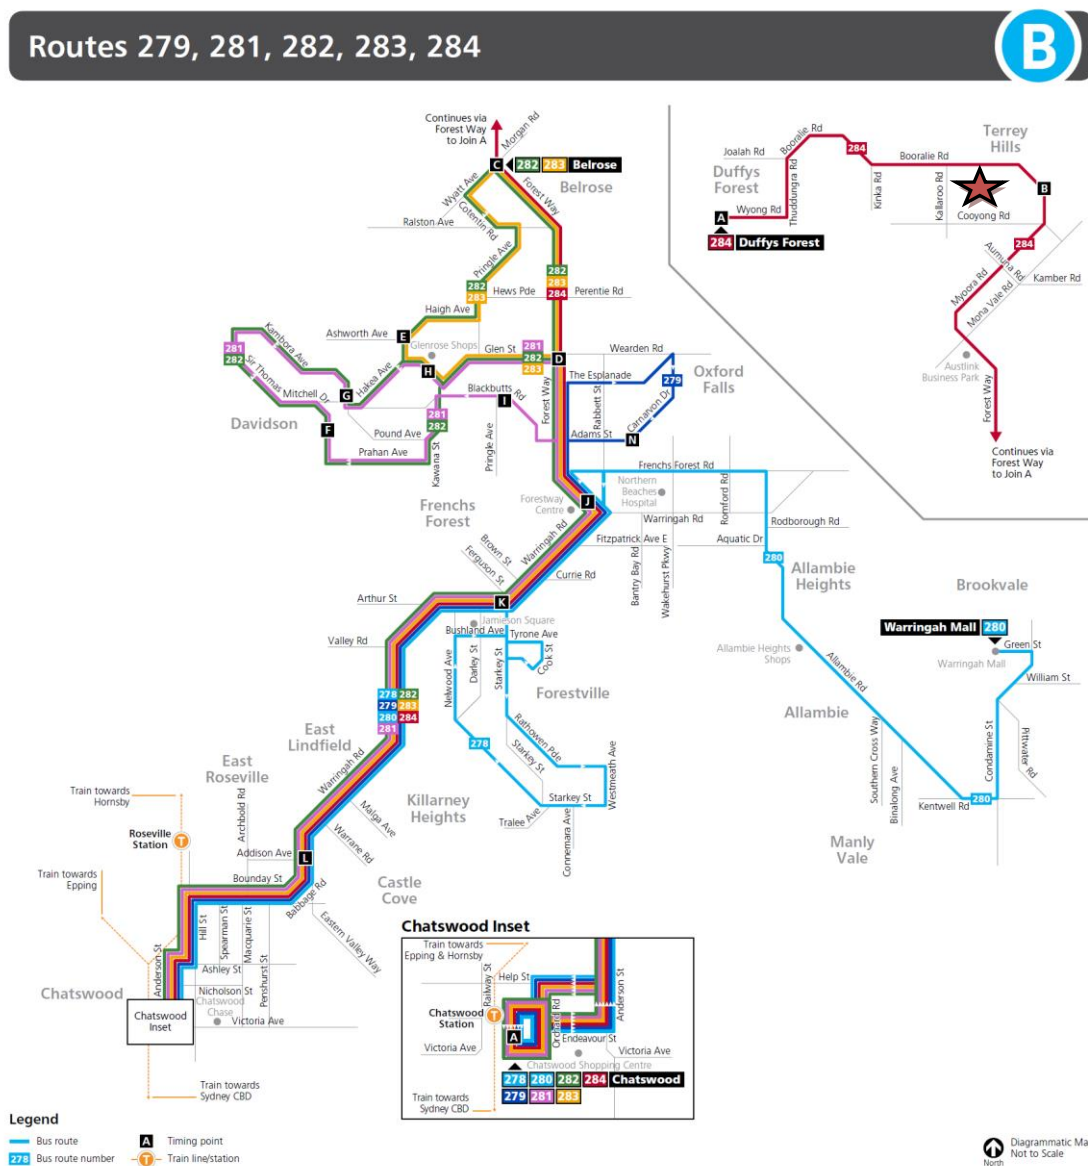 Routes 279, 281, 282, 283, 284
B
Continues via
Forest Way
to Join A
Morgan Rd
C
282 283 Belrose
Belrose
Wyatt Ave
Forest Way
Cotentin Rd
Ralston Ave
Pringle Ave
282
283
Hews Pde
282
283
284
Perentie Rd
Haigh Ave
Ashworth Ave
E
Glenrose Shops
Kambora Ave
281
282
Sir Thomas Mitchell Dr
Hakea Ave
H
G
Glen St
281
282
283
D
Forest Way
Wearden Rd
The Esplanade
Oxford
Falls
279
Rabbett St
Carnarvon Dr
Adams St
N
Blackbutts Rd
I
Davidson
F
Pound Ave
281
282
Prahan Ave
Kawana St
Pringle Ave
Frenchs
Forest
Forestway
Centre
J
Frenchs Forest Rd
Northern
Beaches
Hospital
Romford Rd
Warringah Rd
Rodborough Rd
Fitzpatrick Ave E
Aquatic Dr
Bantry Bay Rd
Wakehurst Pkwy
280
Allambie
Heights
Brown St
Ferguson St
Warringah Rd
Currie Rd
Arthur St
K
Jamieson Square
Bushland Ave
Tyrone Ave
Valley Rd
Nelwood Ave
Darley St
Starkey St
Cook St
Forestville
278 282
279 283
280 284
281
278
Rathowen Pde
Starkey St
Westmeath Ave
Starkey St
Tralee Ave
Connemara Ave
East
Lindfield
East
Roseville
Warringah Rd
Killarney
Heights
Malga Ave
Warrane Rd
Train towards
Hornsby
Archbold Rd
Roseville
Station
T
Addison Ave
L
Train towards
Epping
Bounday St
Babbage Rd
Castle
Cove
Eastern Valley Way
Anderson St
Hill St
Spearman St
Macquarie St
Penshurst St
Ashley St
Nicholson St
Chatswood
Chatswood
Chase
Chatswood
Inset
Victoria Ave
Train towards
Sydney CBD
Brookvale
Warringah Mall 280
Green St
Warringah Mall
William St
Allambie Heights
Shops
Allambie Rd
Allambie
Southern Cross Way
Binalong Ave
Condamine St
Pittwater Rd
Kentwell Rd
280
Manly
Vale
Terrey
Hills
Booralie Rd
284
Booralie Rd
Joalah Rd
Duffys
Forest
Thuddungra Rd
Kinka Rd
Kallaroo Rd
B
Cooyong Rd
A
Wyong Rd
284 Duffys Forest
284
Aumuna Rd
Kamber Rd
Myoora Rd
Mona Vale Rd
Austlink
Business Park
Forest Way
Continues via
Forest Way
to Join A
Chatswood Inset
Train towards
Epping & Hornsby
Railway St
Help St
Chatswood
Station
T
Orchard Rd
Anderson St
A
Endeavour St
Victoria Ave
Victoria Ave
Chatswood Shopping Centre
278 280 282 284 Chatswood
279 281 283
Train towards
Sydney CBD
Legend
Bus route
A Timing point
278 Bus route number
T Train line/station
North
Diagrammatic Ma
Not to Scale